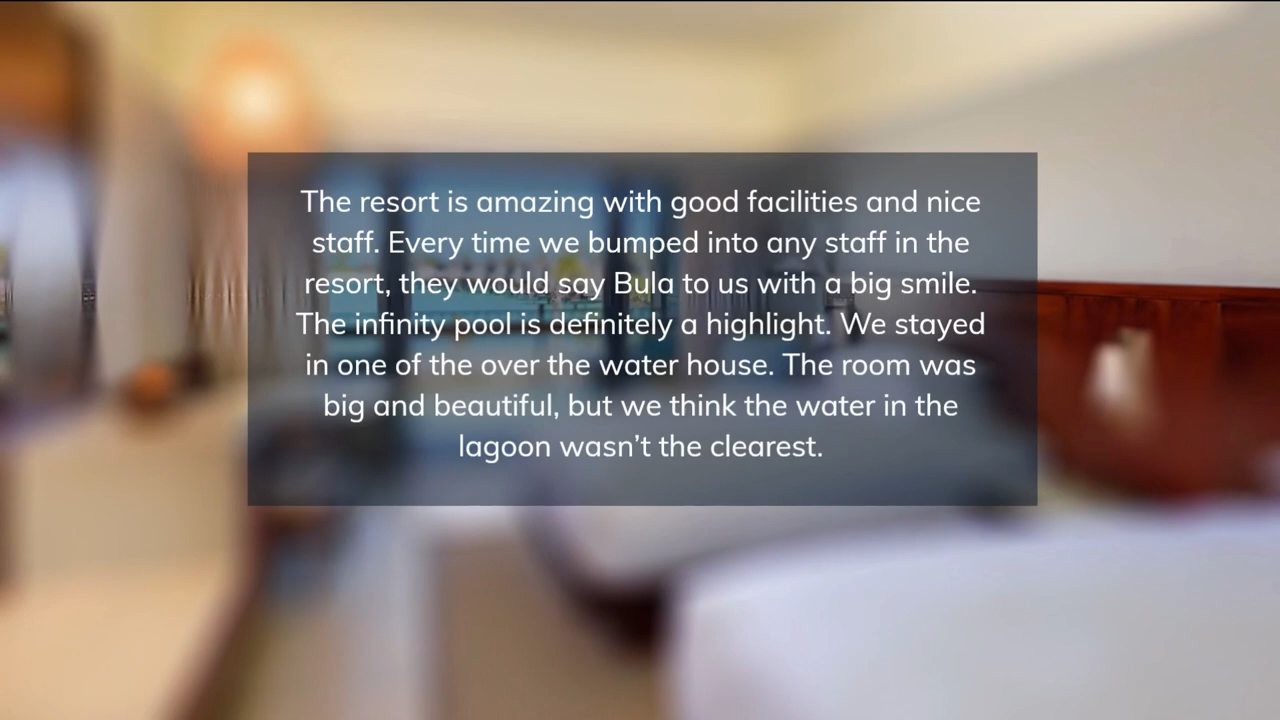 The resort is amazing with good facilities and nice
staff. Every time we bumped into any staff in the
resort, they would say Bula to us with a big smile.
The infinity pool is definitely a highlight. We stayed
in one of the over the water house. The room was
big and beautiful, but we think the water in the
lagoon wasn’t the clearest.